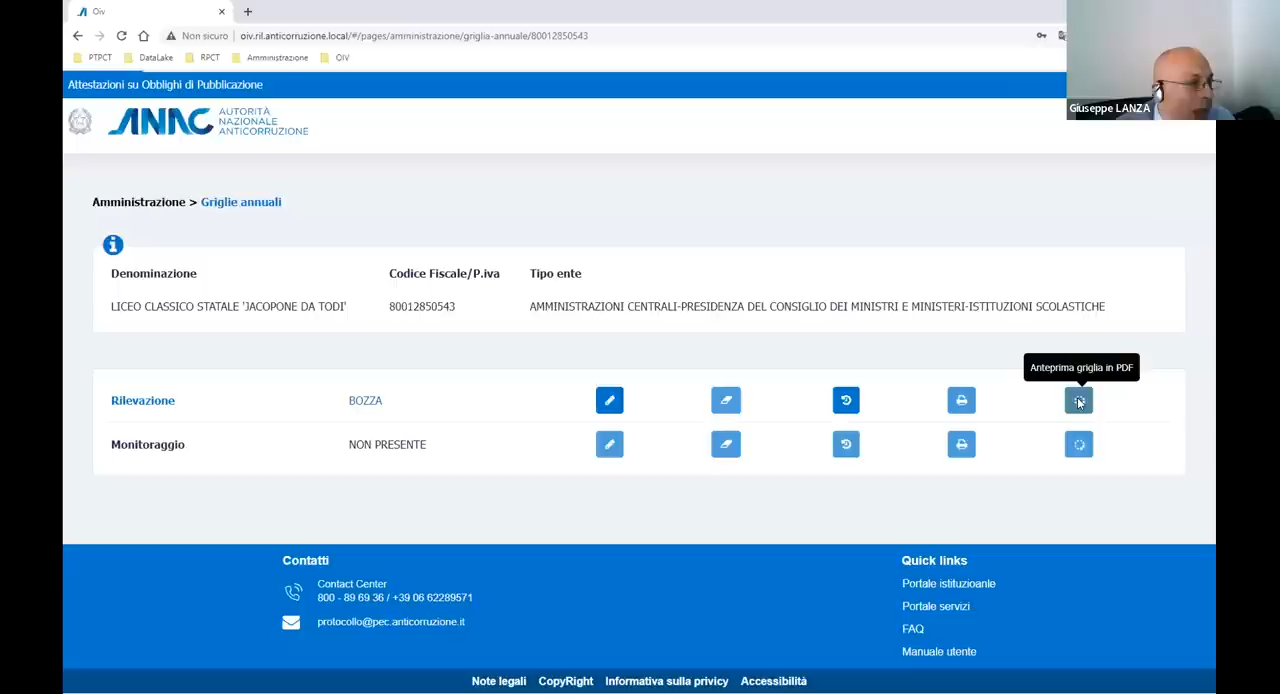 Oiv
Non sicuro | oiv.ril.anticorruzione.local/#/pages/amministrazione/griglia-annuale/80012850543
PTPCT DataLake RPCT Amministrazione OIV
Attestazioni su Obblighi di Pubblicazione
Giuseppe LANZA
ANAC
AUTORITÀ
NAZIONALE
ANTICORRUZIONE
Amministrazione > Griglie annuali
Denominazione Codice Fiscale/P.iva Tipo ente
LICEO CLASSICO STATALE 'JACOPONE DA TODI' 80012850543 AMMINISTRAZIONI CENTRALI-PRESIDENZA DEL CONSIGLIO DEI MINISTRI E MINISTERI-ISTITUZIONI SCOLASTICHE
Anteprima griglia in PDF
Rilevazione BOZZA
Monitoraggio NON PRESENTE
Contatti
Contact Center
800 - 89 69 36 / +39 06 62289571
protocollo@pec.anticorruzione.it
Quick links
Portale istituzioanle
Portale servizi
FAQ
Manuale utente
Note legali CopyRight Informativa sulla privacy Accessibilità